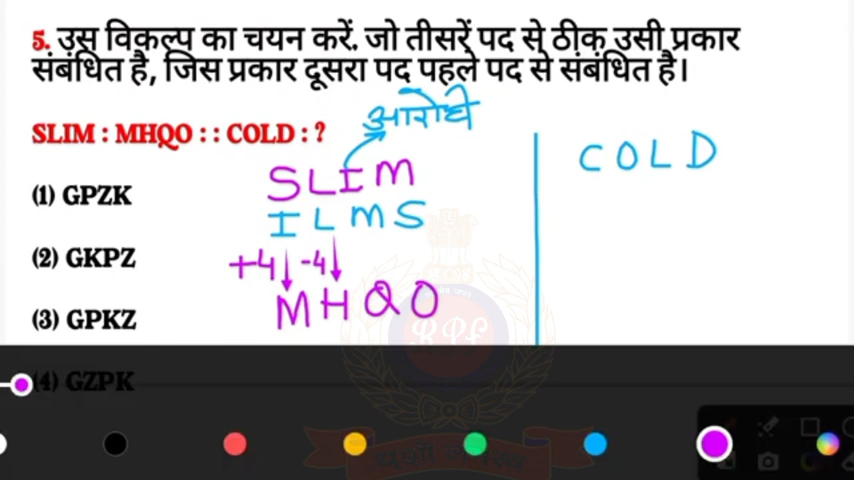 5. उस विकल्प का चयन करें. जो तीसरें पद से ठीक उसी प्रकार
संबंधित है, जिस प्रकार दूसरा पद पहले पद से संबंधित है।
SLIM : MHQO : : COLD : ?
(1) GPZK
(2) GKPZ
(3) GPKZ
(4) GZPK
आरोही
SLIM
ILMS
+4 -4
MHQO
COLD
RPF